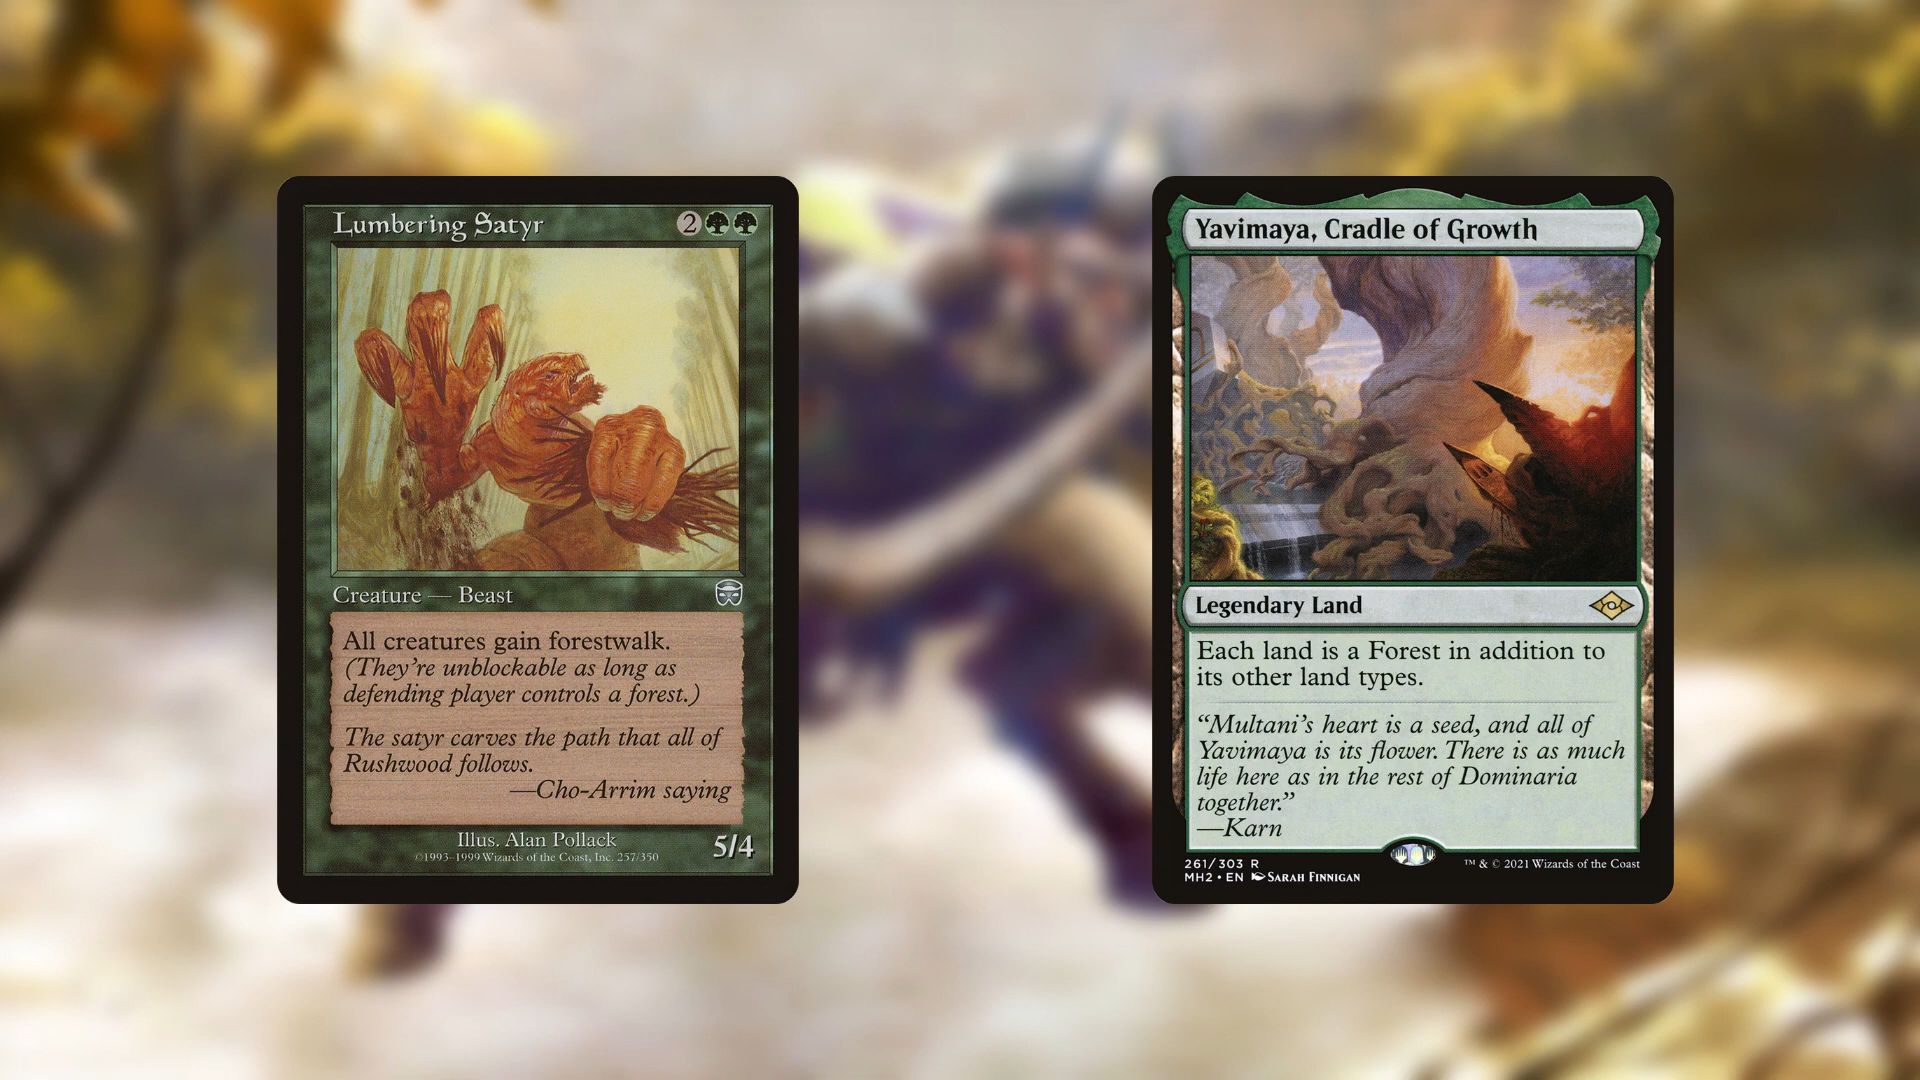 Lumbering Satyr
2
All creatures gain forestwalk.
(They're unblockable as long as
defending player controls a forest.)
The satyr carves the path that all of
Rushwood follows.
—Cho-Arrim saying
Creature — Beast
Illus. Alan Pollack
©1993–1999 Wizards of the Coast, Inc. 257/350
5/4
Yavimaya, Cradle of Growth
Legendary Land
Each land is a Forest in addition to
its other land types.
“Multani's heart is a seed, and all of
Yavimaya is its flower. There is as much
life here as in the rest of Dominaria
together.”
—Karn
261/303 R
MH2 • EN SARAH FINNIGAN
™ & © 2021 Wizards of the Coast